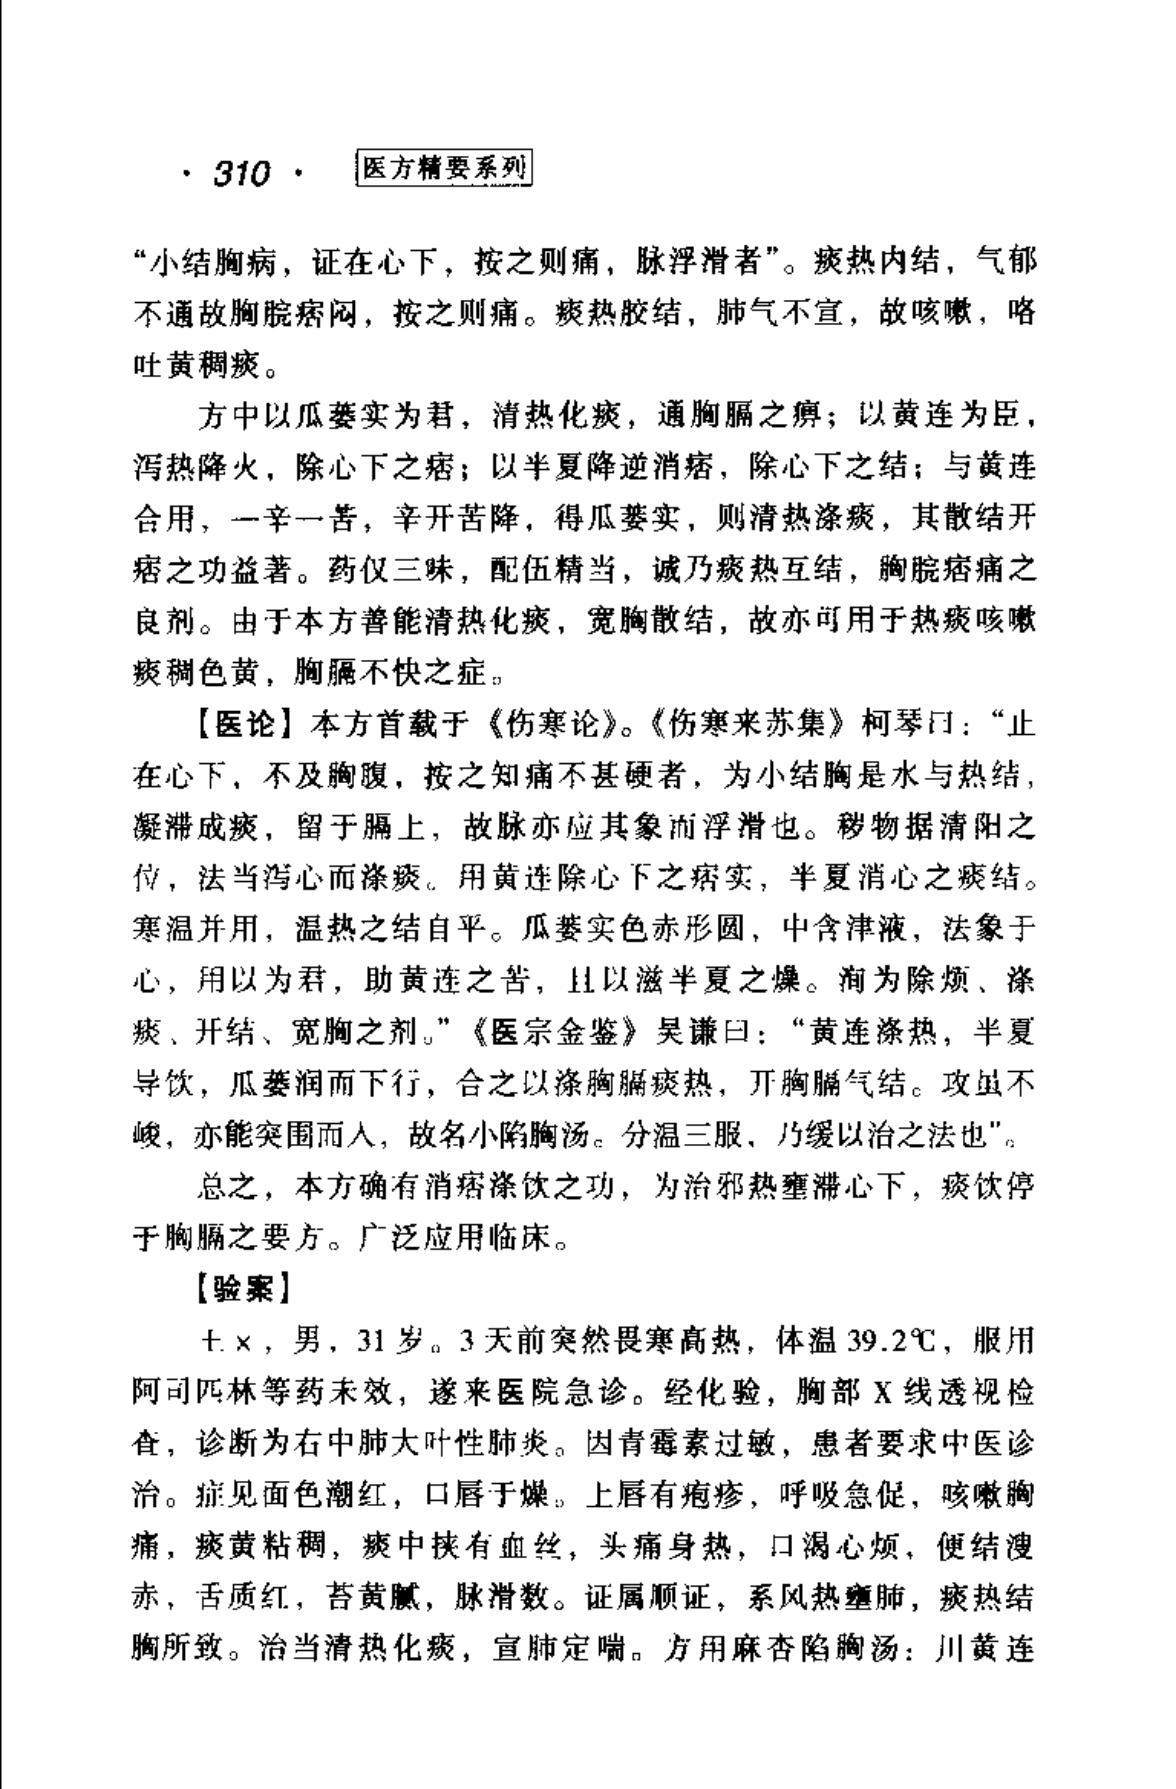 · 310 · 医方精要系列
“小结胸病，证在心下，按之则痛，脉浮滑者”。痰热内结，气郁
不通故胸脘痞闷，按之则痛。痰热胶结，肺气不宣，故咳嗽，咯
吐黄稠痰。
方中以瓜蒌实为君，清热化痰，通胸膈之痹；以黄连为臣，
泻热降火，除心下之痞；以半夏降逆消痞，除心下之结；与黄连
合用，一辛一苦，辛开苦降，得瓜蒌实，则清热涤痰，其散结开
痞之功益著。药仅三味，配伍精当，诚乃痰热互结，胸脘痞痛之
良剂。由于本方善能清热化痰，宽胸散结，故亦可用于热痰咳嗽
痰稠色黄，胸膈不快之症。
【医论】本方首载于《伤寒论》。《伤寒来苏集》柯琴曰：“止
在心下，不及胸腹，按之知痛不甚硬者，为小结胸是水与热结，
凝滞成痰，留于膈上，故脉亦应其象而浮滑也。秽物据清阳之
位，法当泻心而涤痰。用黄连除心下之痞实，半夏消心之痰结。
寒温并用，温热之结自平。瓜蒌实色赤形圆，中含津液，法象于
心，用以为君，助黄连之苦，且以滋半夏之燥。洵为除烦、涤
痰、开结、宽胸之剂。”《医宗金鉴》吴谦曰：“黄连涤热，半夏
导饮，瓜蒌润而下行，合之以涤胸膈痰热，开胸膈气结。攻虽不
峻，亦能突围而入，故名小陷胸汤。分温三服，乃缓以治之法也”。
总之，本方确有消痞涤饮之功，为治邪热壅滞心下，痰饮停
于胸膈之要方。广泛应用临床。
【验案】
×，男，31 岁。3 天前突然畏寒高热，体温 39.2℃，服用
阿司匹林等药未效，遂来医院急诊。经化验，胸部 X 线透视检
查，诊断为右中肺大叶性肺炎。因青霉素过敏，患者要求中医诊
治。症见面色潮红，口唇干燥。上唇有疱疹，呼吸急促，咳嗽胸
痛，痰黄粘稠，痰中挟有血丝，头痛身热，口渴心烦，便结溲
赤，舌质红，苔黄腻，脉滑数。证属顺证，系风热壅肺，痰热结
胸所致。治当清热化痰，宣肺定喘。方用麻杏陷胸汤：川黄连